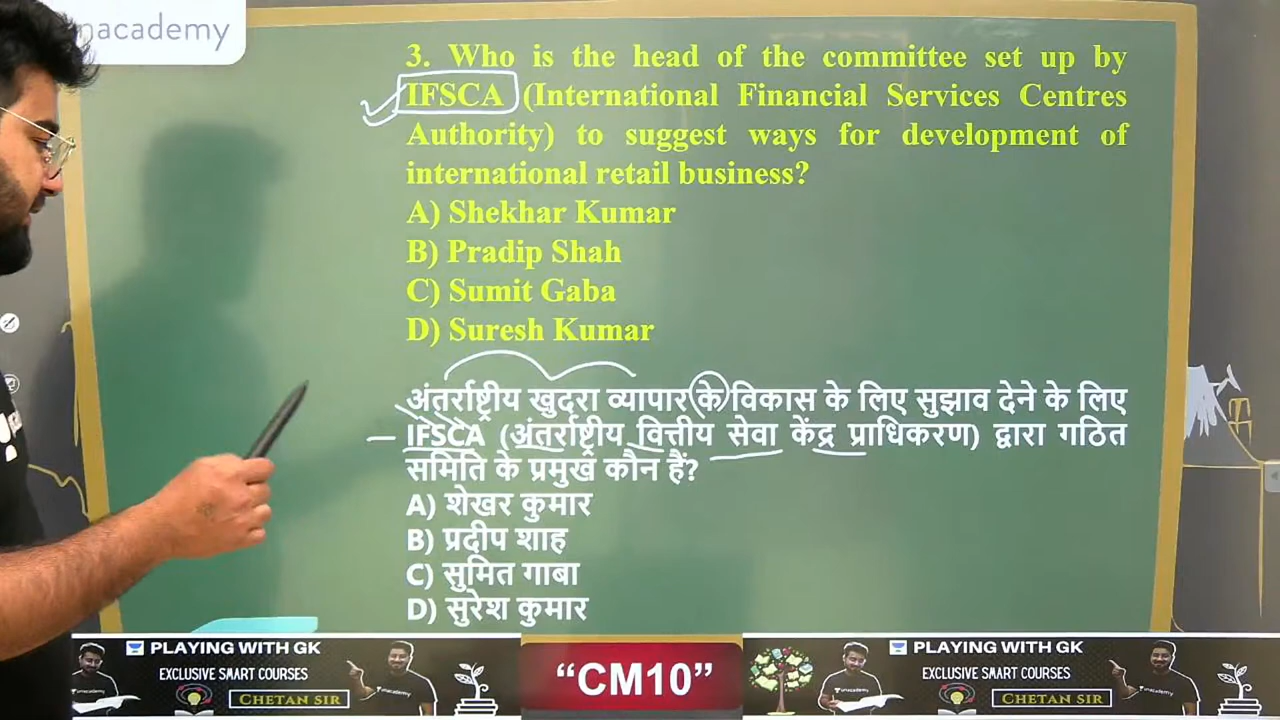 unacademy
3. Who is the head of the committee set up by
IFSCA (International Financial Services Centres
Authority) to suggest ways for development of
international retail business?
A) Shekhar Kumar
B) Pradip Shah
C) Sumit Gaba
D) Suresh Kumar
अंतर्राष्ट्रीय खुदरा व्यापार के विकास के लिए सुझाव देने के लिए
IFSCA (अंतर्राष्ट्रीय वित्तीय सेवा केंद्र प्राधिकरण) द्वारा गठित
समिति के प्रमुख कौन हैं?
A) शेखर कुमार
B) प्रदीप शाह
C) सुमित गाबा
D) सुरेश कुमार
PLAYING WITH GK
EXCLUSIVE SMART COURSES
CHETAN SIR
unacademy
“CM10”
PLAYING WITH GK
EXCLUSIVE SMART COURSES
CHETAN SIR
unacademy